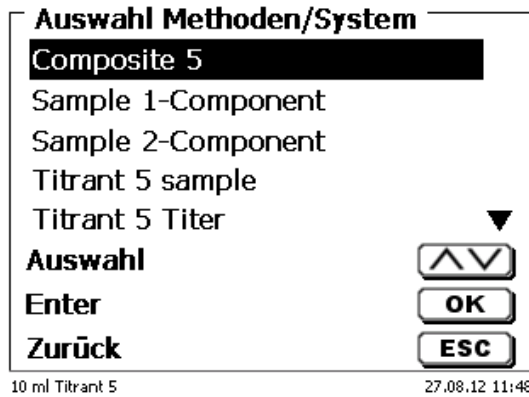 Auswahl Methoden/System
Composite 5
Sample 1-Component
Sample 2-Component
Titrant 5 sample
Titrant 5 Titer
Auswahl
Enter OK
Zurück ESC
10 ml Titrant 5 27.08.12 11:48